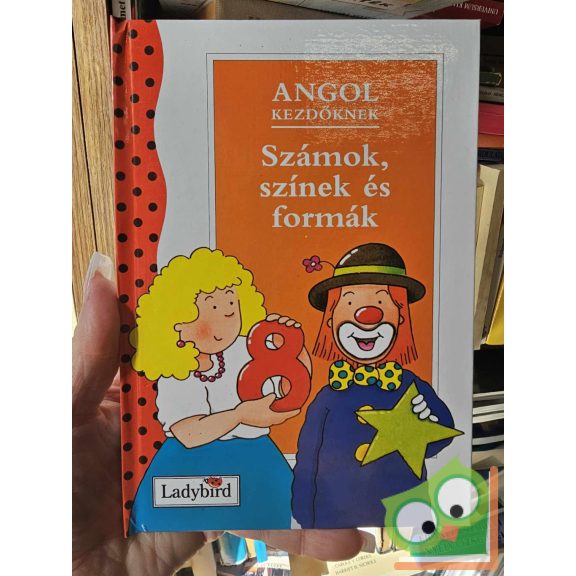 ANGOL
KEZDŐKNEK
Számok,
színek és
formák
8
Ladybird